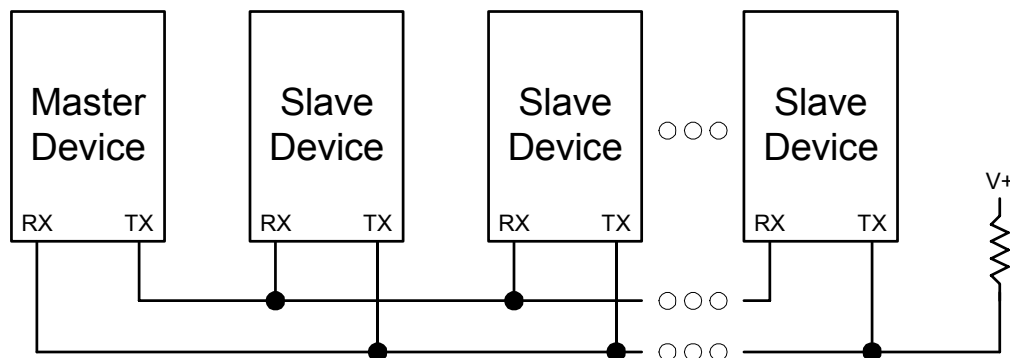 Master
Device
Slave
Device
Slave
Device
Slave
Device
V+
RX TX
RX TX
RX TX
RX TX